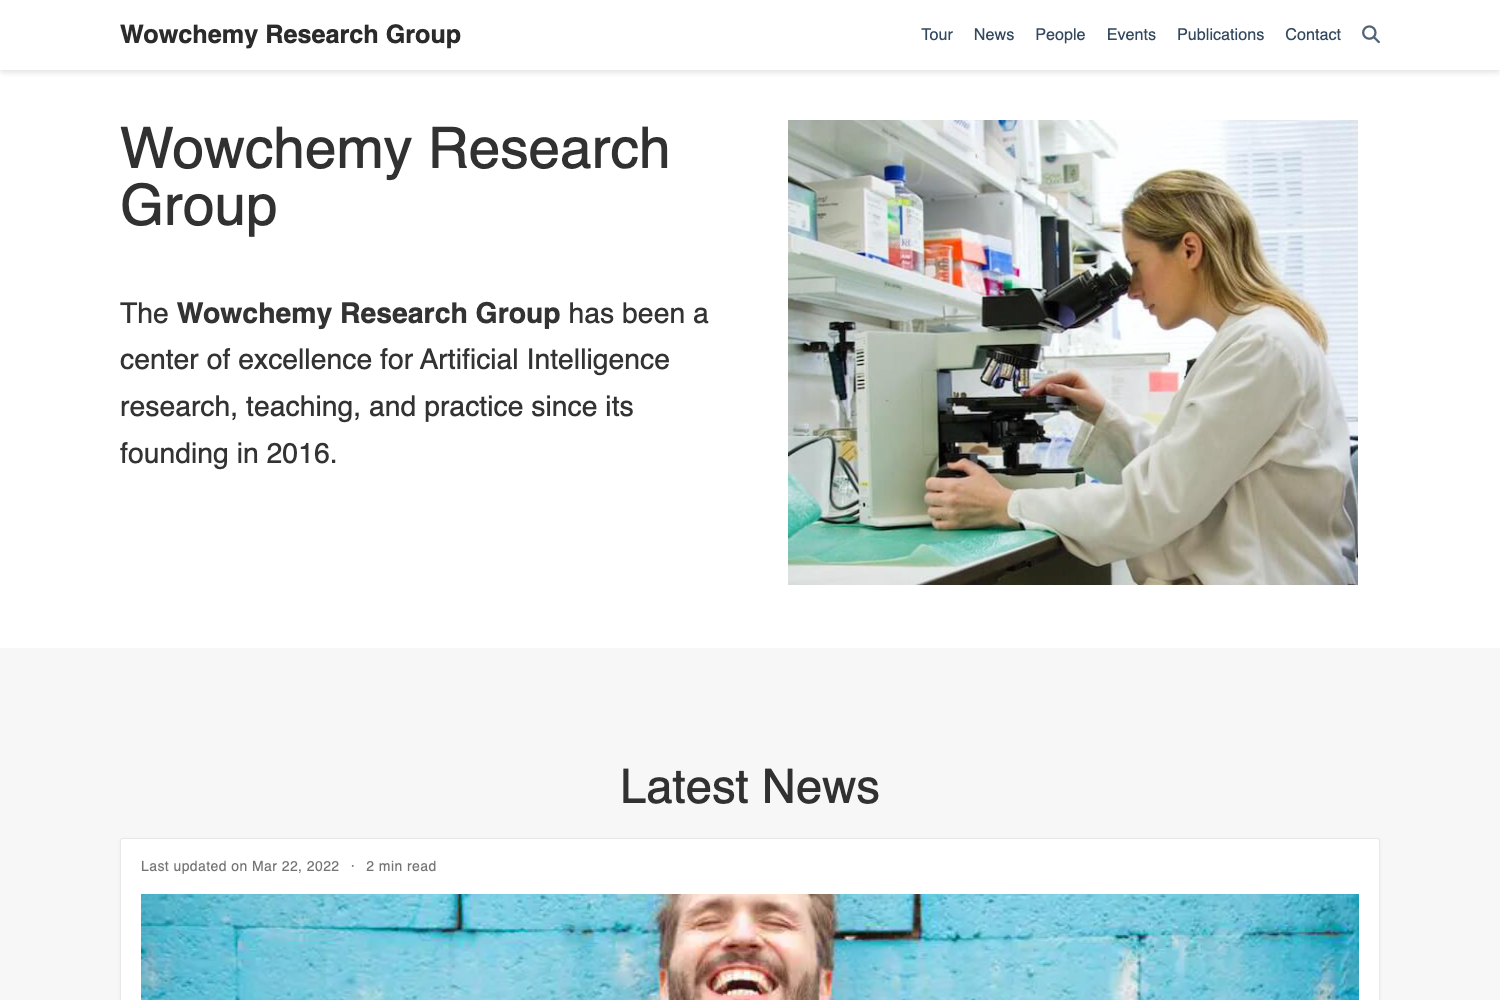 Wowchemy Research Group
Tour News People Events Publications Contact
Wowchemy Research
Group
The Wowchemy Research Group has been a
center of excellence for Artificial Intelligence
research, teaching, and practice since its
founding in 2016.
Latest News
Last updated on Mar 22, 2022 · 2 min read